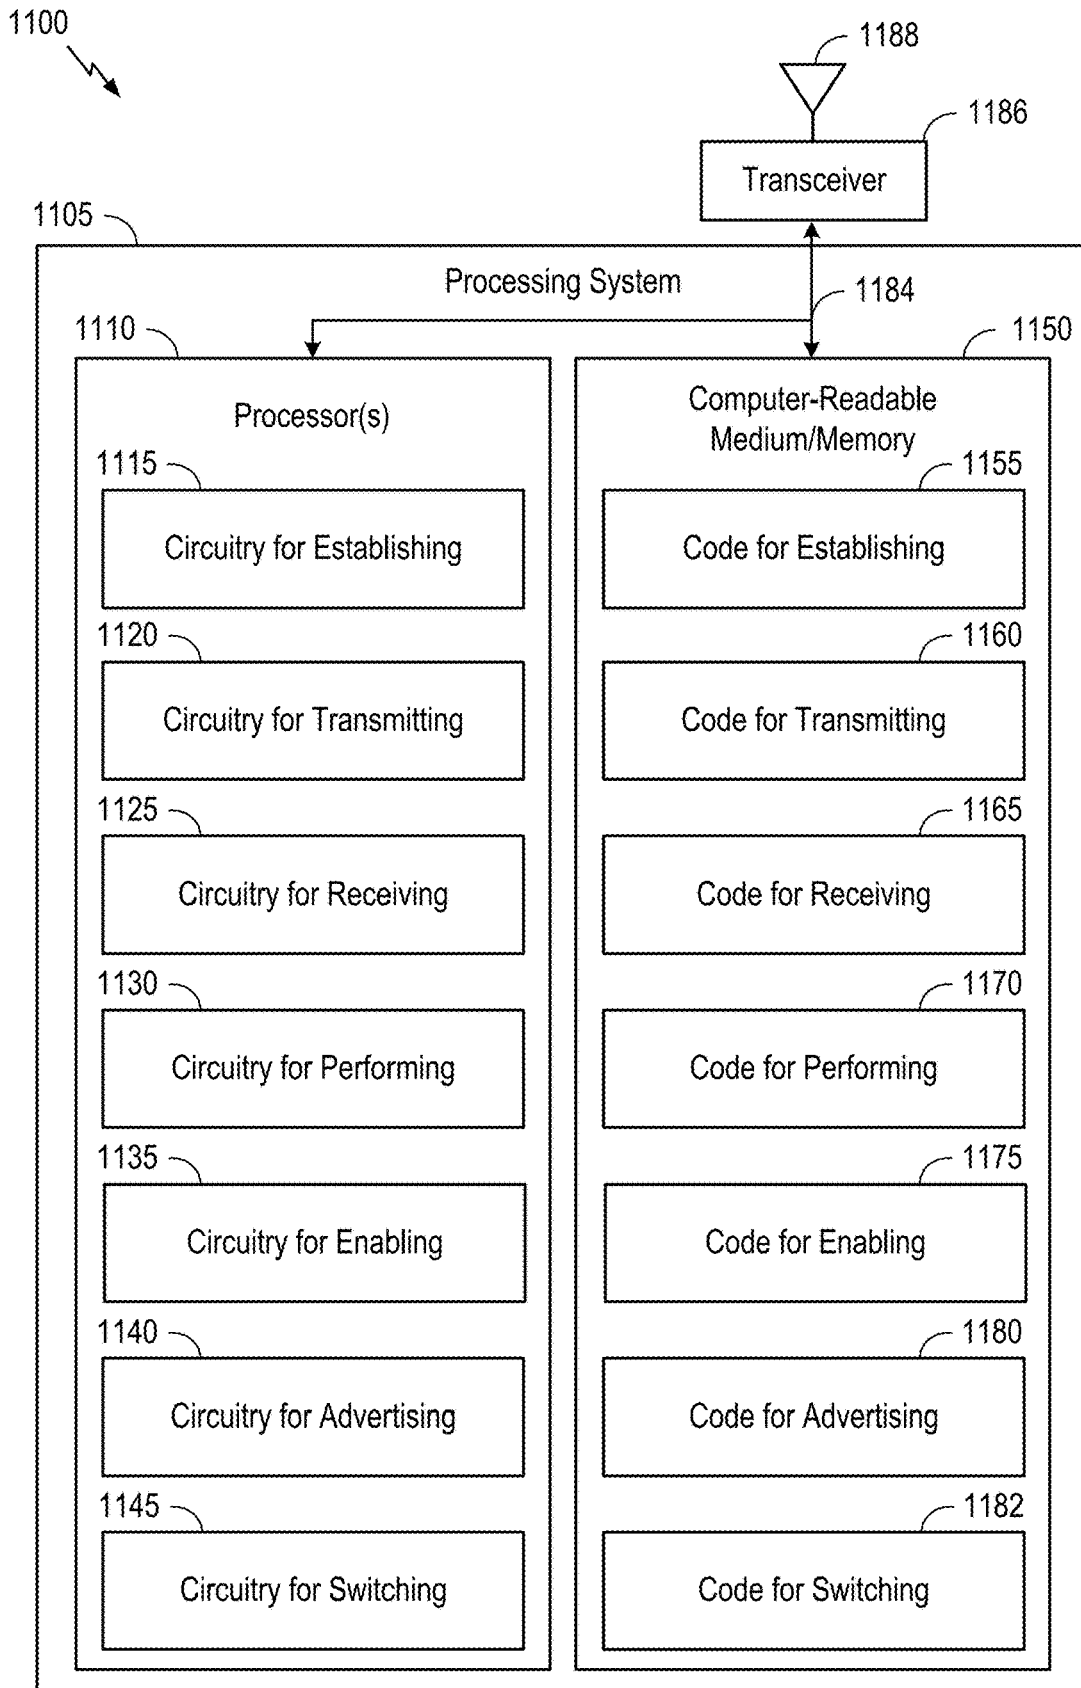 1100
1188
1186
Transceiver
1105
Processing System
1184
1110
1150
Processor(s)
Computer-Readable
Medium/Memory
1115
1155
Circuitry for Establishing
Code for Establishing
1120
1160
Circuitry for Transmitting
Code for Transmitting
1125
1165
Circuitry for Receiving
Code for Receiving
1130
1170
Circuitry for Performing
Code for Performing
1135
1175
Circuitry for Enabling
Code for Enabling
1140
1180
Circuitry for Advertising
Code for Advertising
1145
1182
Circuitry for Switching
Code for Switching